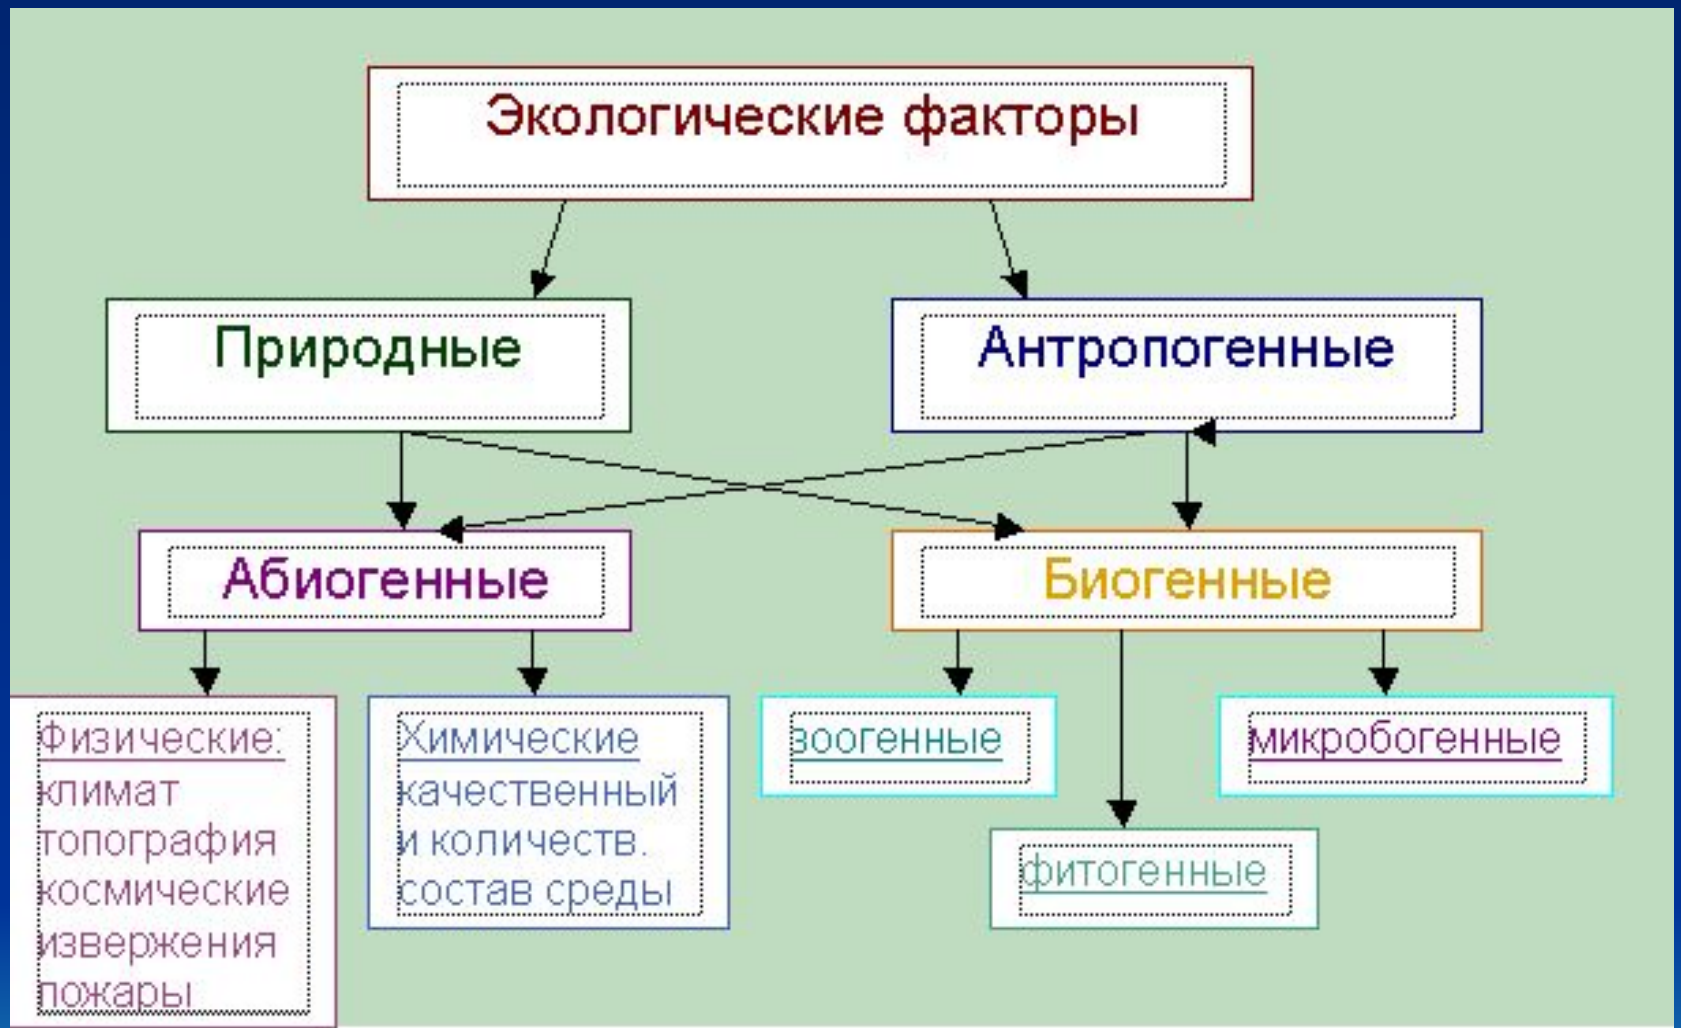 Экологические факторы
Природные
Антропогенные
Абиогенные
Биогенные
Физические:
климат
топография
космические
извержения
пожары
Химические
качественный
и количеств.
состав среды
зоогенные
фитогенные
микробогенные